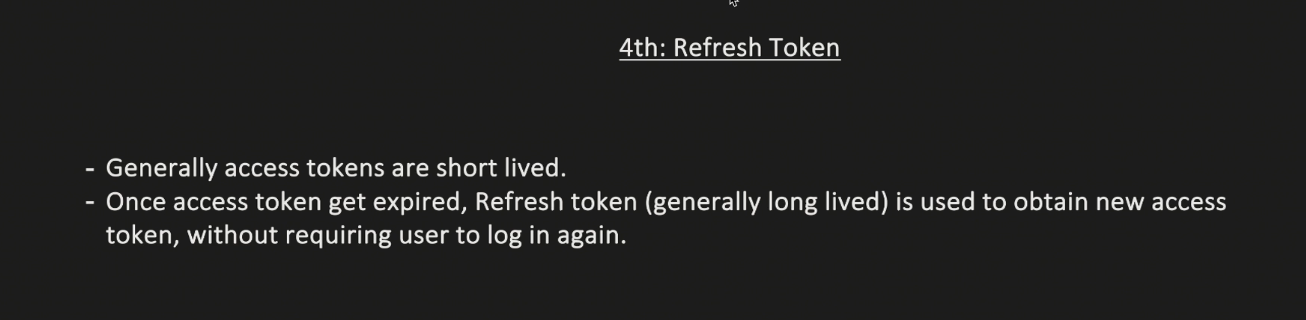 4th: Refresh Token
- Generally access tokens are short lived.
- Once access token get expired, Refresh token (generally long lived) is used to obtain new access
token, without requiring user to log in again.